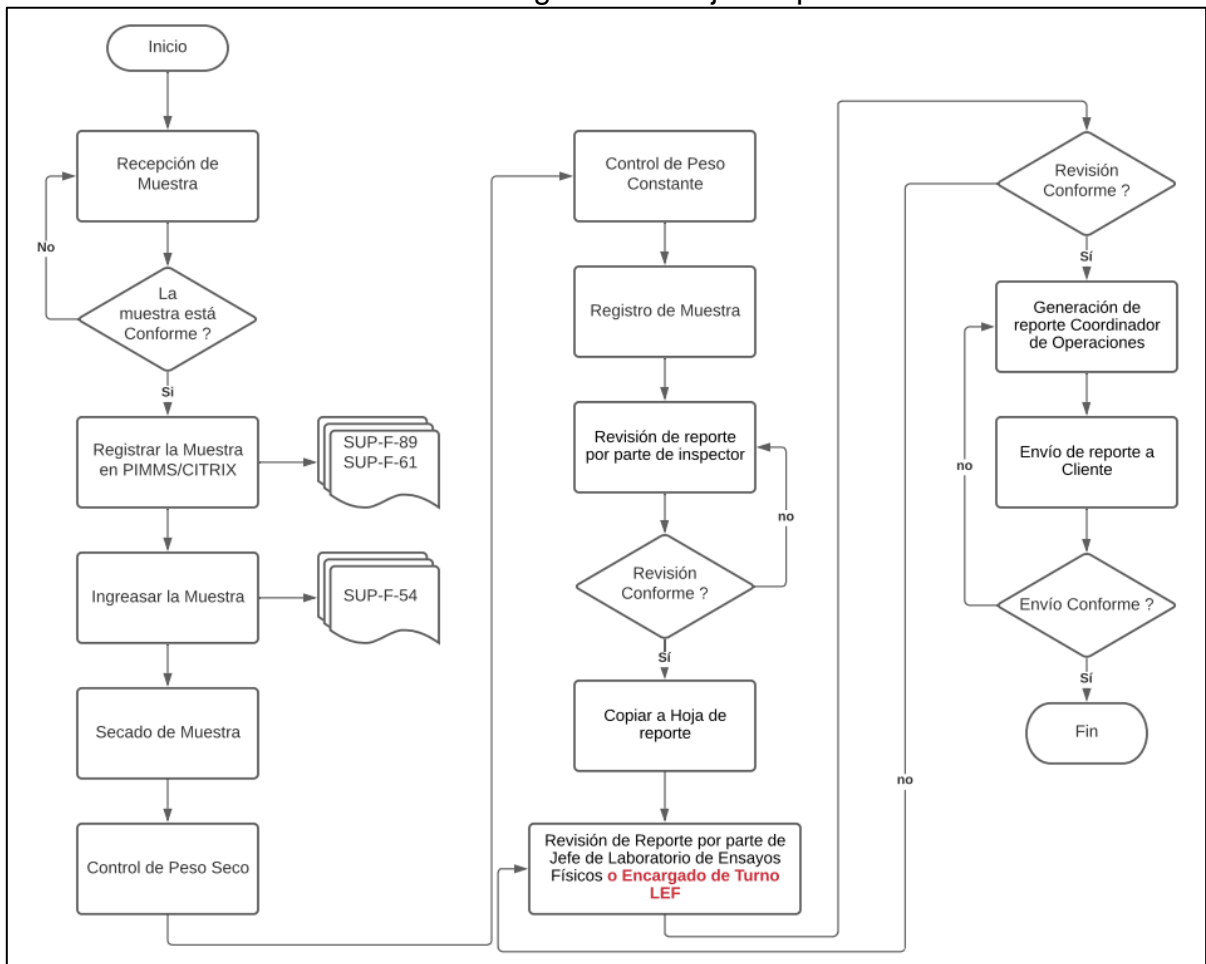 Inicio
Recepción de
Muestra
No
La
muestra está
Conforme ?
Si
Registrar la Muestra
en PIMMS/CITRIX
SUP-F-89
SUP-F-61
Ingreasar la Muestra
SUP-F-54
Secado de Muestra
Control de Peso Seco
Control de Peso
Constante
Registro de Muestra
Revisión de reporte
por parte de inspector
no
Revisión
Conforme ?
Sí
Copiar a Hoja de
reporte
Revisión de Reporte por parte de
Jefe de Laboratorio de Ensayos
Físicos o Encargado de Turno
LEF
no
Revisión
Conforme ?
Sí
Generación de
reporte Coordinador
de Operaciones
Envío de reporte a
Cliente
no
Envío Conforme ?
Sí
Fin